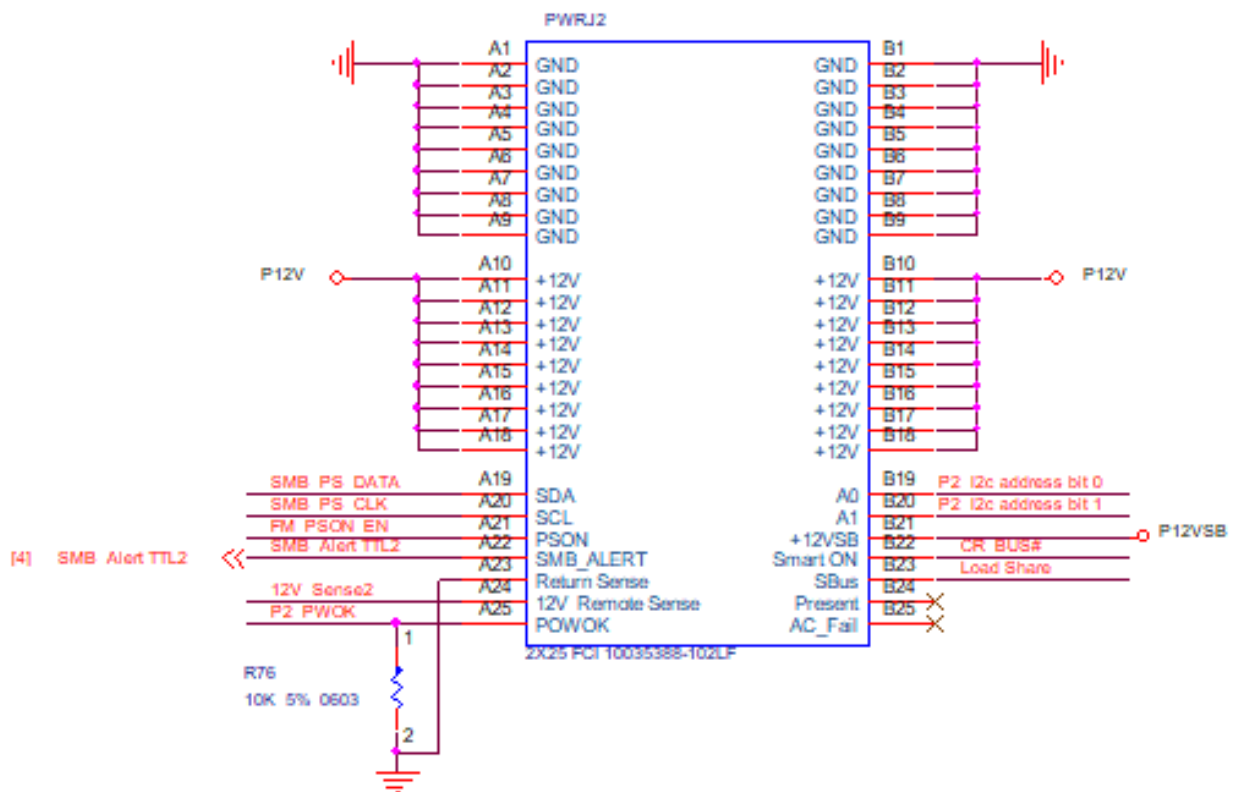 PWRJ2
A1 GND GND B1
A2 GND GND B2
A3 GND GND B3
A4 GND GND B4
A5 GND GND B5
A6 GND GND B6
A7 GND GND B7
A8 GND GND B8
A9 GND GND B9
P12V A10 +12V +12V B10 P12V
A11 +12V +12V B11
A12 +12V +12V B12
A13 +12V +12V B13
A14 +12V +12V B14
A15 +12V +12V B15
A16 +12V +12V B16
A17 +12V +12V B17
A18 +12V +12V B18
SMB PS DATA A19 SDA A0 B19 P2 I2c address bit 0
SMB PS CLK A20 SCL A1 B20 P2 I2c address bit 1
FM PSON EN A21 PSON +12VSB B21 P12VSB
[4] SMB Alert TTL2 SMB Alert TTL2 A22 SMB_ALERT Smart ON B22 CR BUS#
A23 Return Sense SBus B23 Load Share
12V Sense2 A24 12V Remote Sense Present B24
P2 PWOK A25 POWOK AC_Fail B25
2X25 FCI 10035388-102LF
1
R76
10K 5% 0603
2